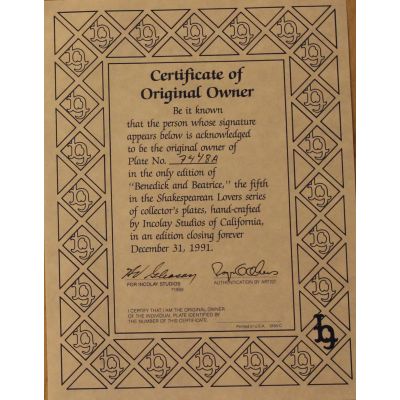 Certificate of
Original Owner
Be it known
that the person whose signature
appears below is acknowledged
to be the original owner of
Plate No. 7448A
in the only edition of
"Benedick and Beatrice," the fifth
in the Shakespearean Lovers series
of collector's plates, hand-crafted
by Incolay Studios of California,
in an edition closing forever
December 31, 1991.
FOR INCOLAY STUDIOS
AUTHENTICATION BY ARTIST
I CERTIFY THAT I AM THE ORIGINAL OWNER
OF THE INDIVIDUAL PLATE IDENTIFIED BY
THE NUMBER OF THIS CERTIFICATE.
Printed in U.S.A.